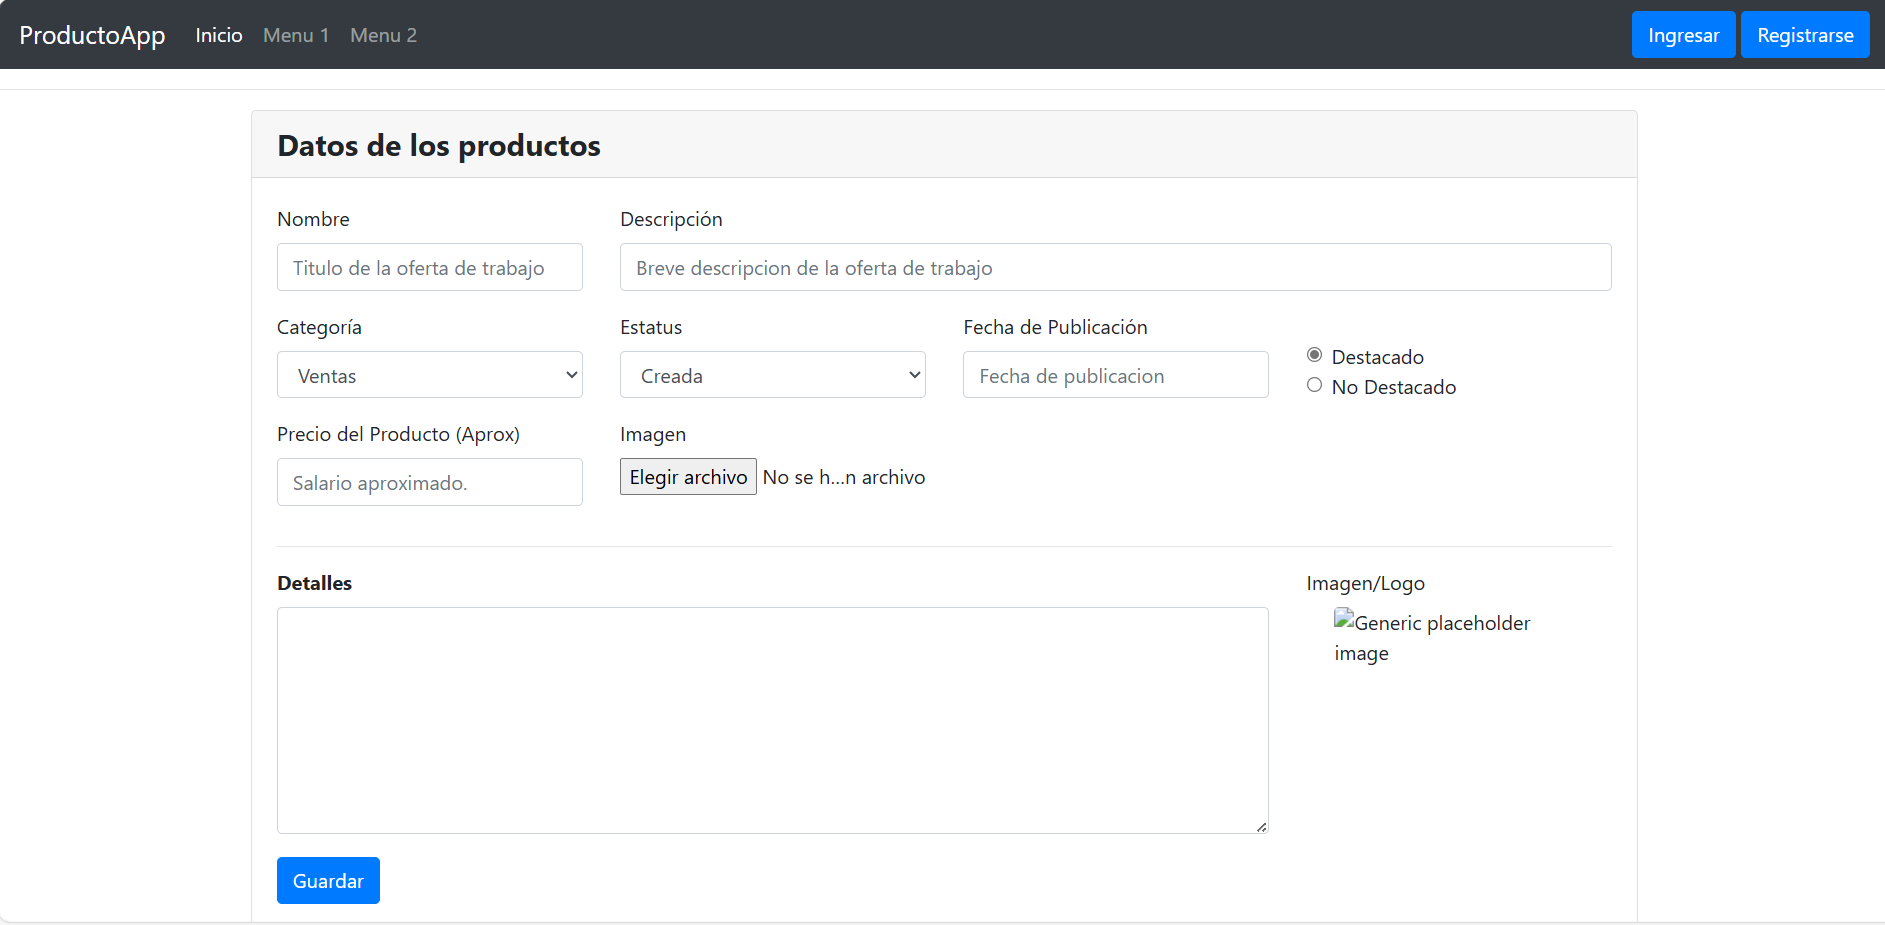 ProductoApp Inicio Menu 1 Menu 2 Ingresar Registrarse
Datos de los productos
Nombre Descripción
Titulo de la oferta de trabajo Breve descripcion de la oferta de trabajo
Categoría Estatus Fecha de Publicación
Ventas Creada Fecha de publicacion
Destacado
No Destacado
Precio del Producto (Aprox) Imagen
Salario aproximado. Elegir archivo No se h...n archivo
Detalles Imagen/Logo
Generic placeholder
image
Guardar